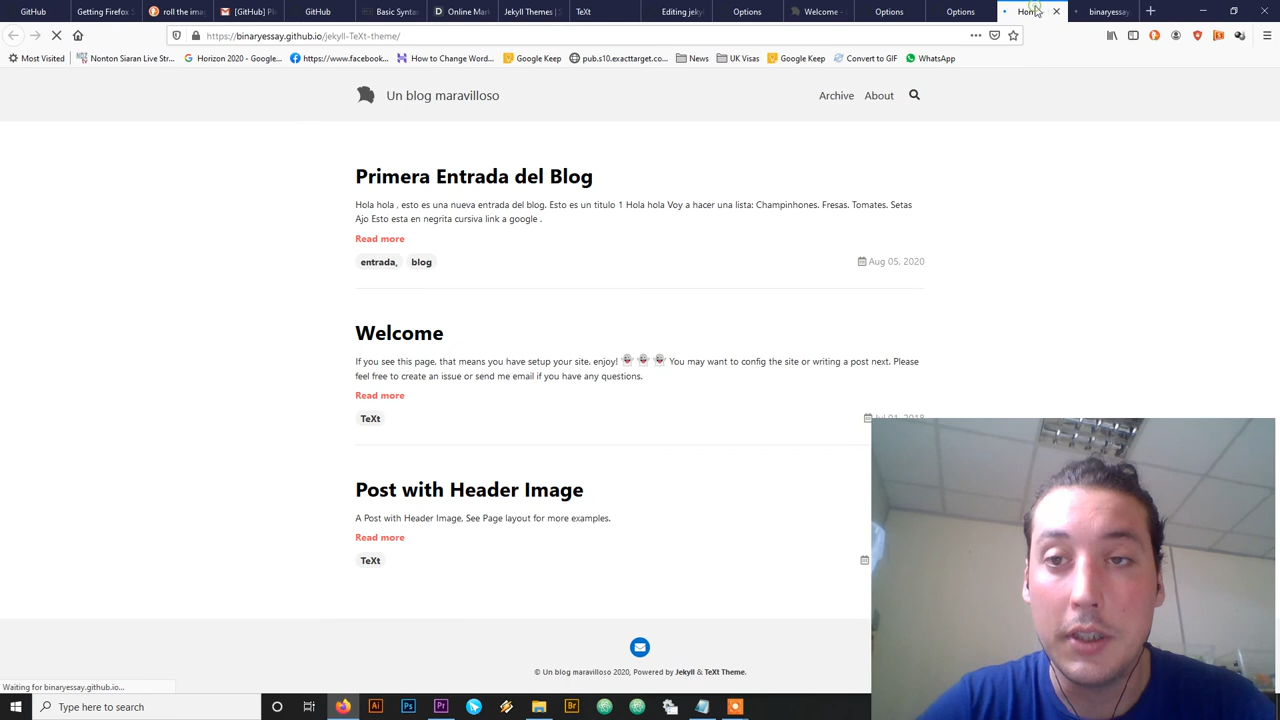 GitHub
Getting Firefox S
roll the ima
[GitHub] Ple
GitHub
Basic Synta
Online Mark
Jekyll Themes | S
TeXt
Editing jekyl
Options
Welcome -
Options
Options
Hom
binaryessay
https://binaryessay.github.io/jekyll-TeXt-theme/
Most Visited
Nonton Siaran Live Str...
Horizon 2020 - Google...
https://www.facebook...
How to Change Word...
Google Keep
pub.s10.exacttarget.co...
News
UK Visas
Google Keep
Convert to GIF
WhatsApp
Un blog maravilloso
Archive
About
Primera Entrada del Blog
Hola hola , esto es una nueva entrada del blog. Esto es un titulo 1 Hola hola Voy a hacer una lista: Champinhones. Fresas. Tomates. Setas
Ajo Esto esta en negrita cursiva link a google .
Read more
entrada,
blog
Aug 05, 2020
Welcome
If you see this page, that means you have setup your site, enjoy! 👻 👻 👻 You may want to config the site or writing a post next. Please
feel free to create an issue or send me email if you have any questions.
Read more
TeXt
Jul 01, 2018
Post with Header Image
A Post with Header Image, See Page layout for more examples.
Read more
TeXt
© Un blog maravilloso 2020, Powered by Jekyll & TeXt Theme.
Waiting for binaryessay.github.io...
Type here to search